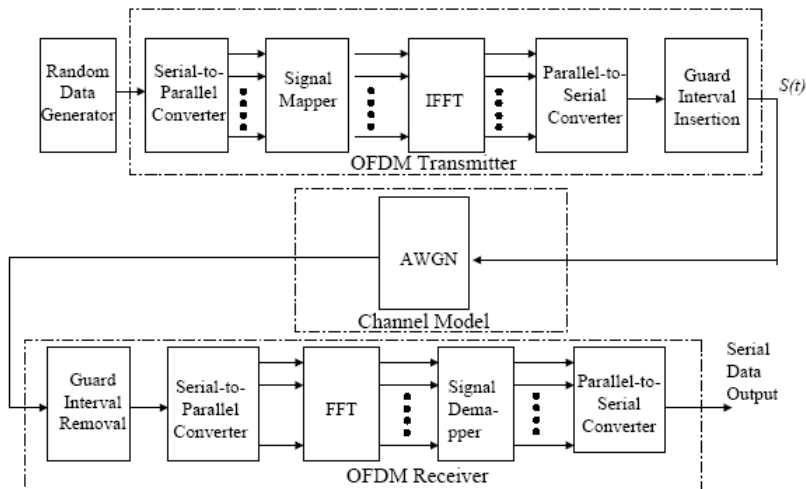 Random
Data
Generator
Serial-to-
Parallel
Converter
Signal
Mapper
IFFT
Parallel-to-
Serial
Converter
Guard
Interval
Insertion
S(t)
OFDM Transmitter
AWGN
Channel Model
Guard
Interval
Removal
Serial-to-
Parallel
Converter
FFT
Signal
Dema-
pper
Parallel-to-
Serial
Converter
Serial
Data
Output
OFDM Receiver